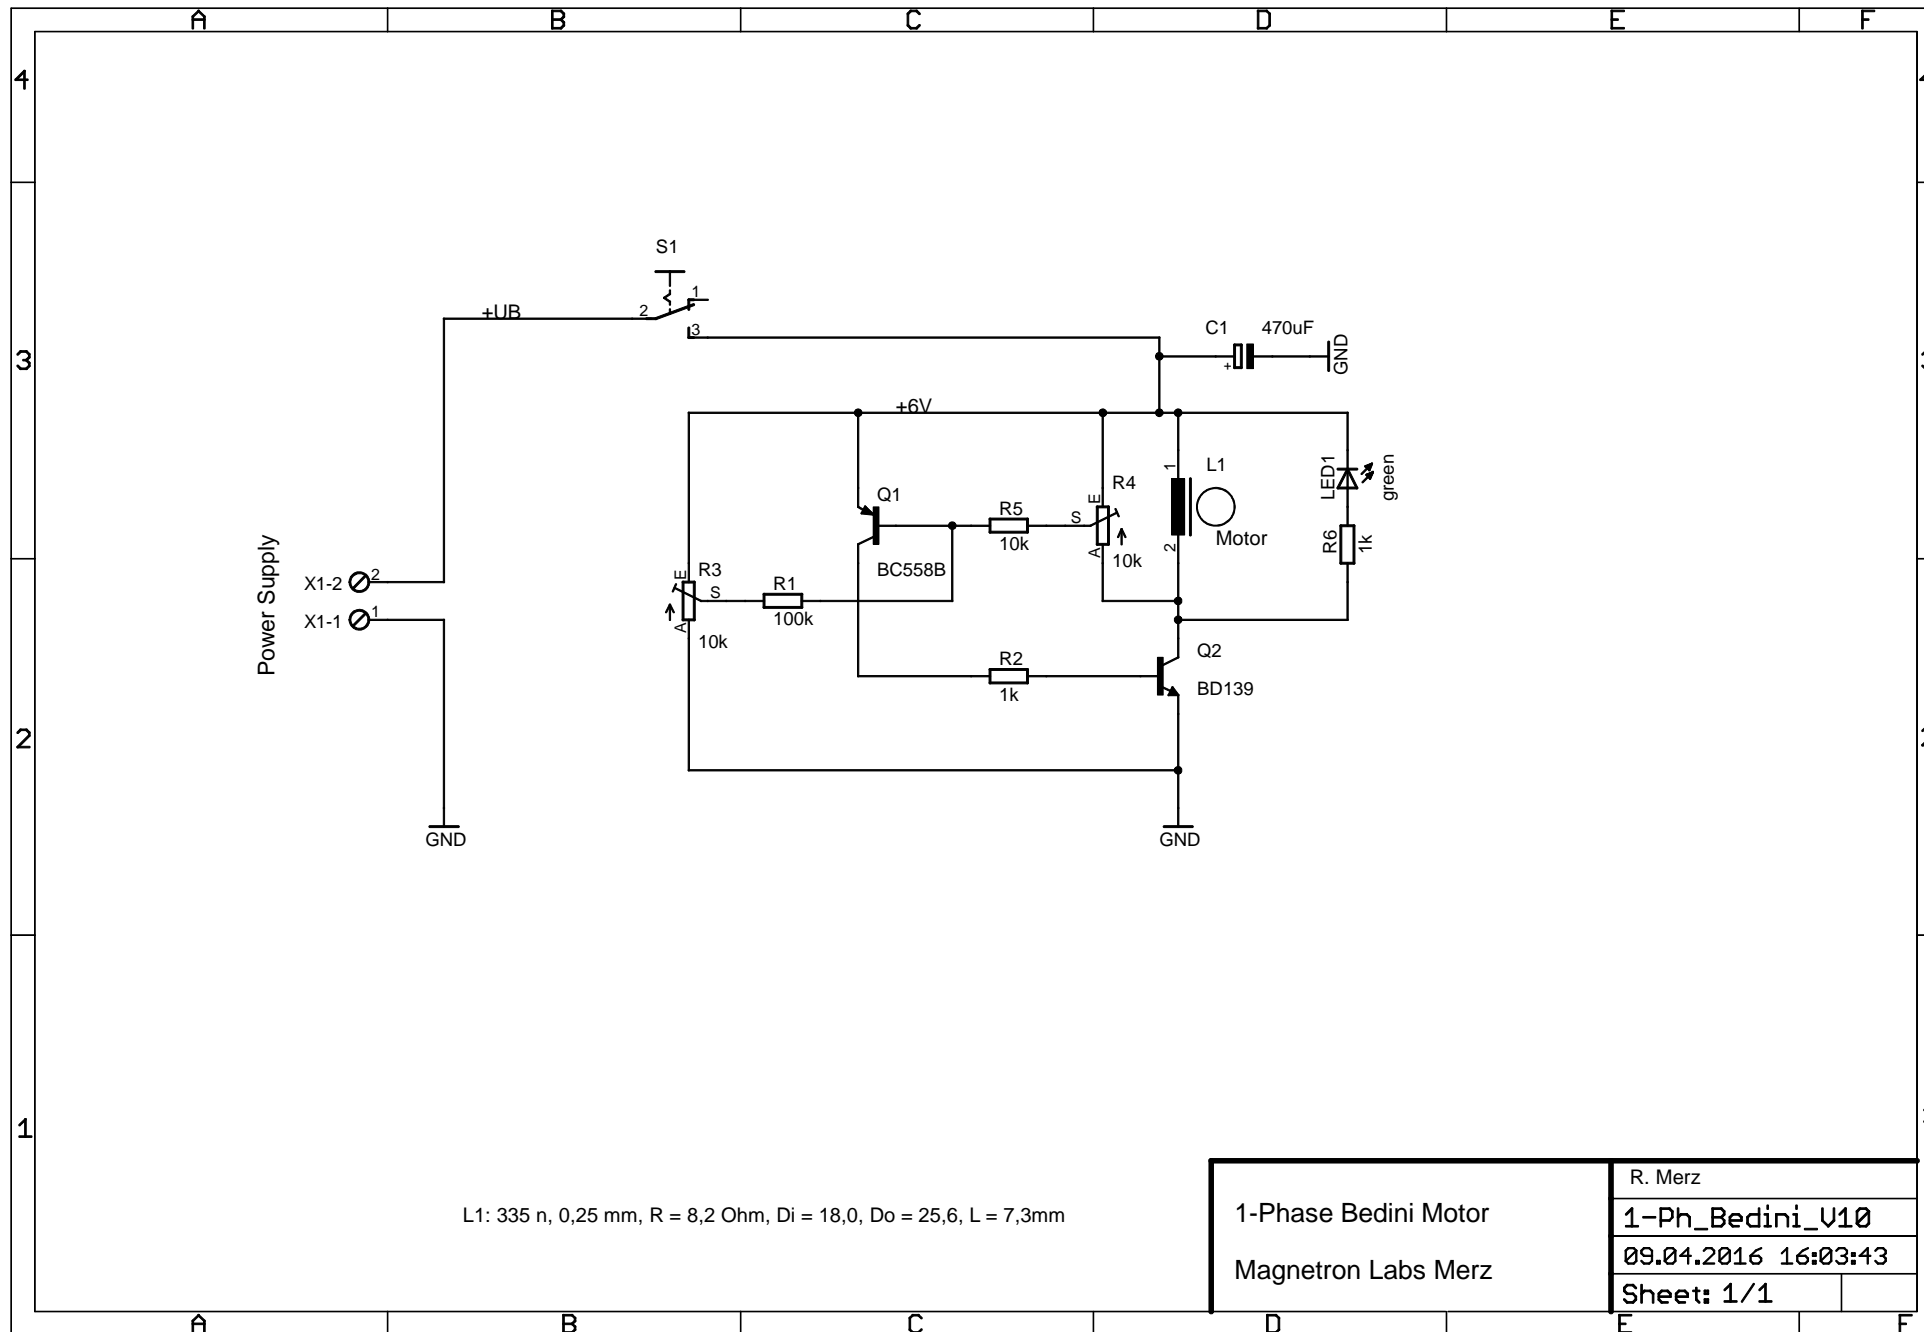 A B C D E F
4
S1
1
+UB 2
3
C1 470uF
GND
3
+6V
Q1
BC558B
R5
10k
S
E
R4
A
10k
1
L1
Motor
2
LED1
green
R6
1k
Power Supply
X1-2 2
X1-1 1
E
R3
S
A
10k
R1
100k
R2
1k
Q2
BD139
2
GND
GND
1
L1: 335 n, 0,25 mm, R = 8,2 Ohm, Di = 18,0, Do = 25,6, L = 7,3mm
1-Phase Bedini Motor
Magnetron Labs Merz
R. Merz
1-Ph_Bedini_V10
09.04.2016 16:03:43
Sheet: 1/1
A B C D E F